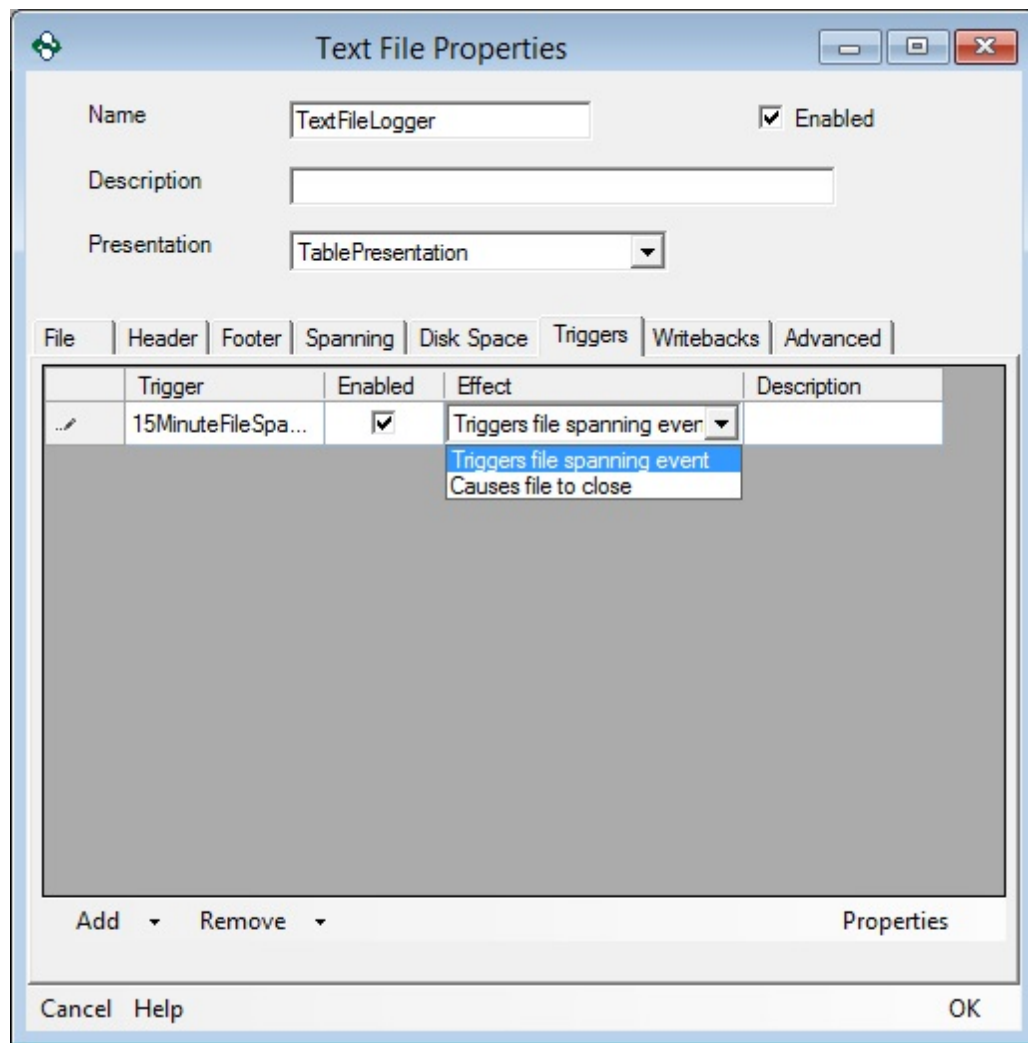 Text File Properties
Name TextFileLogger Enabled
Description
Presentation TablePresentation
File Header Footer Spanning Disk Space Triggers Writebacks Advanced
Trigger Enabled Effect Description
15MinuteFileSpa... Triggers file spanning even
Triggers file spanning event
Causes file to close
Add Remove Properties
Cancel Help OK